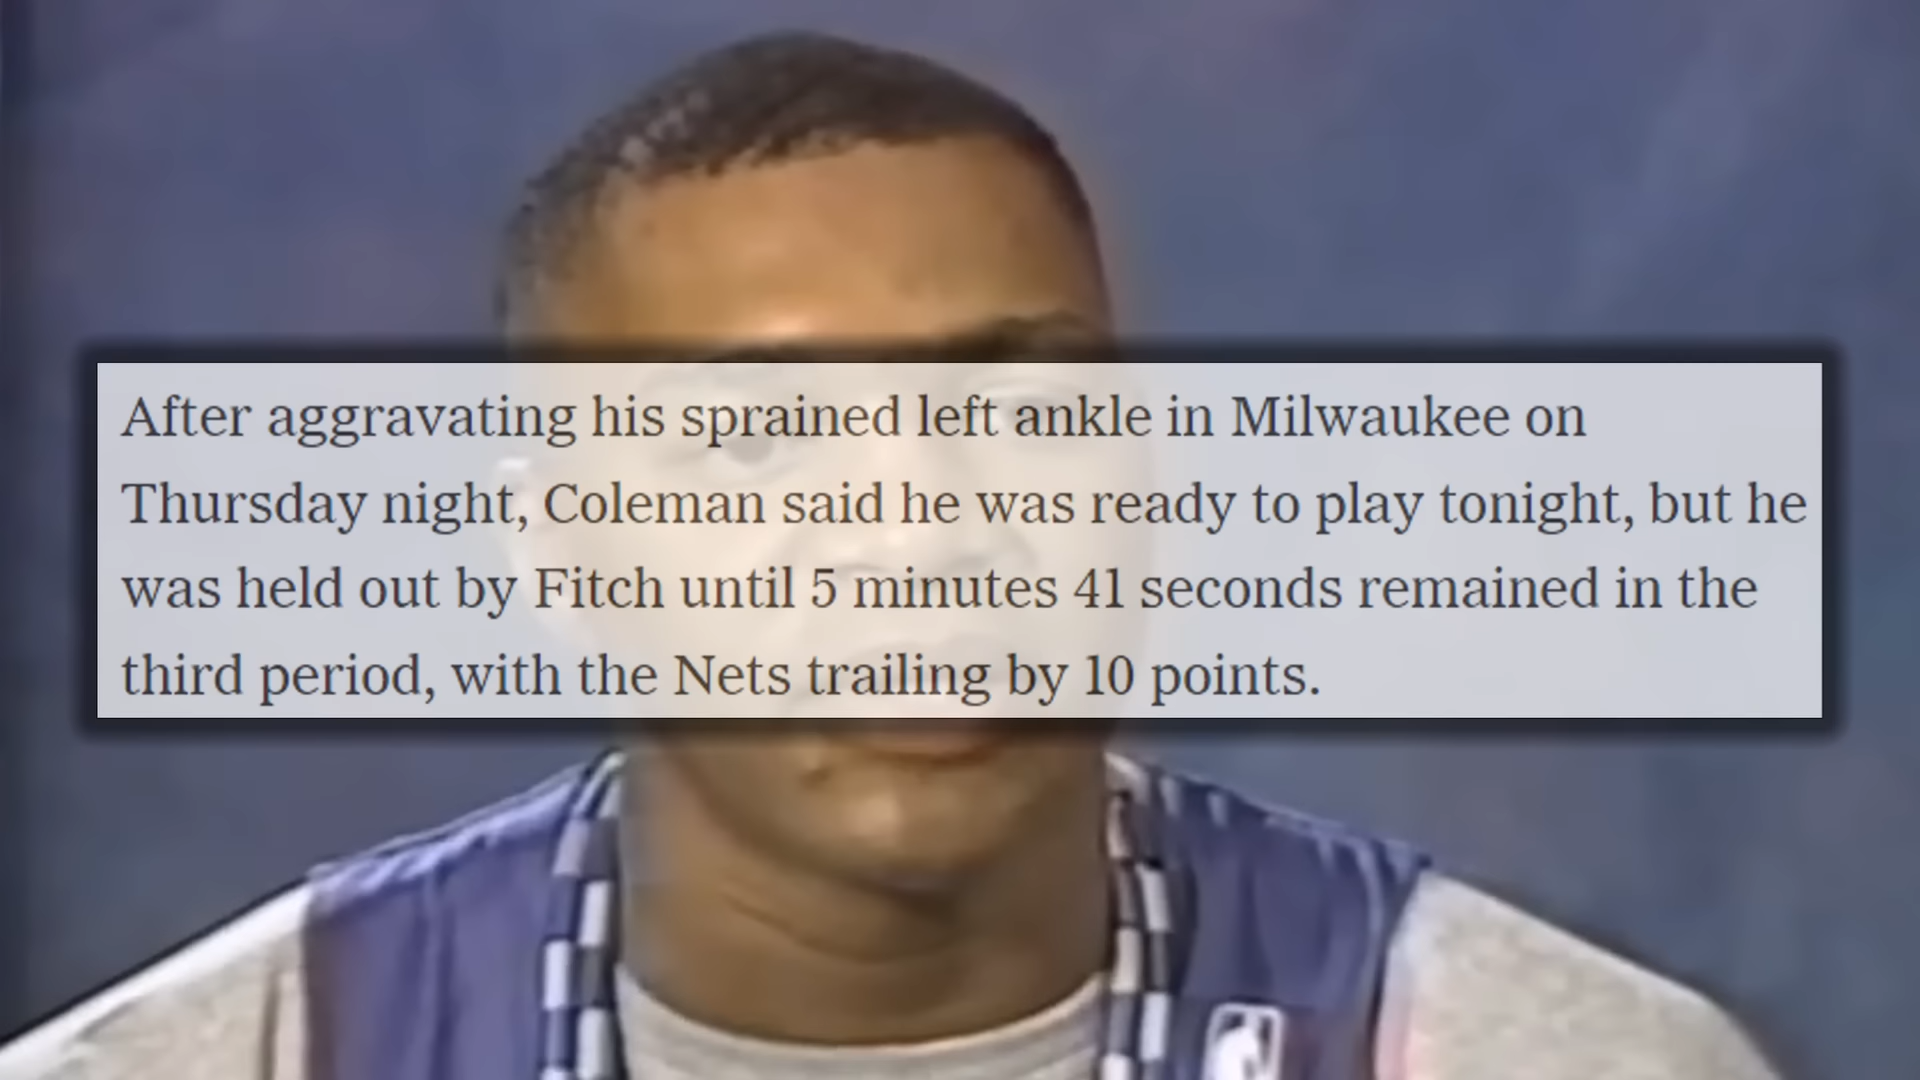 After aggravating his sprained left ankle in Milwaukee on
Thursday night, Coleman said he was ready to play tonight, but he
was held out by Fitch until 5 minutes 41 seconds remained in the
third period, with the Nets trailing by 10 points.